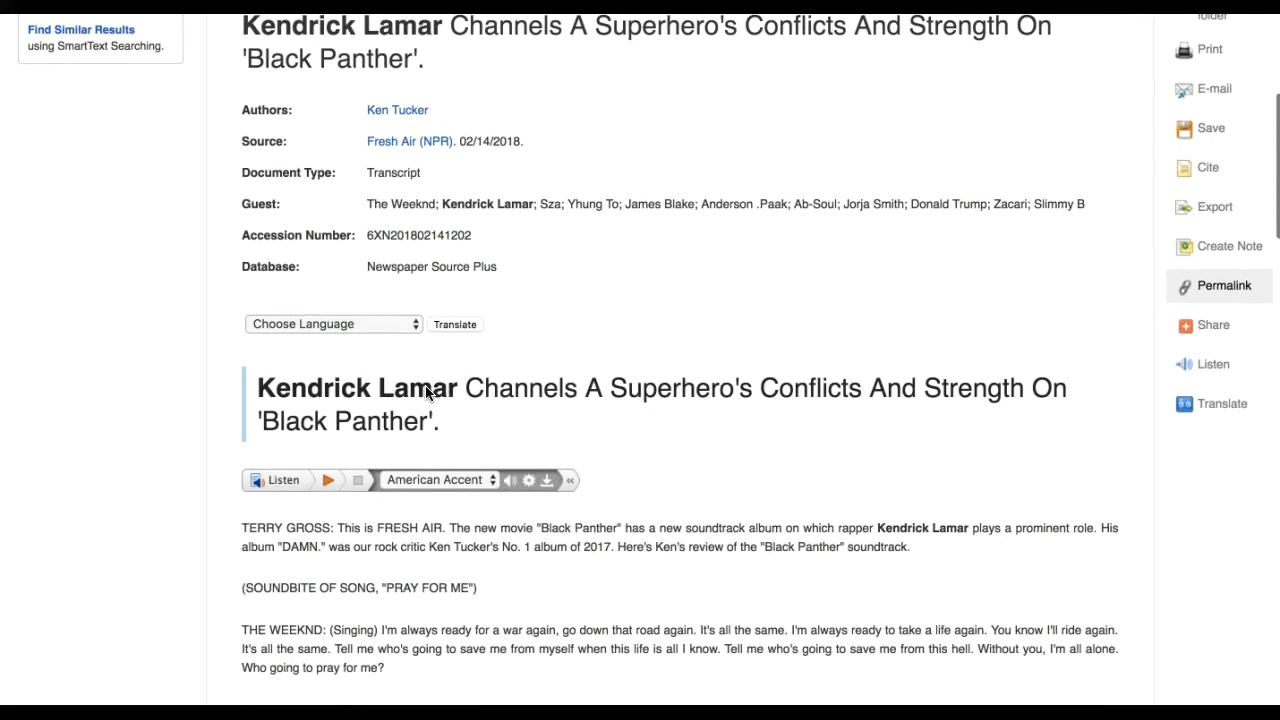 folder
Find Similar Results
using SmartText Searching.
Kendrick Lamar Channels A Superhero's Conflicts And Strength On
'Black Panther'.
Authors: Ken Tucker
Source: Fresh Air (NPR). 02/14/2018.
Document Type: Transcript
Guest: The Weeknd; Kendrick Lamar; Sza; Yhung To; James Blake; Anderson .Paak; Ab-Soul; Jorja Smith; Donald Trump; Zacari; Slimmy B
Accession Number: 6XN201802141202
Database: Newspaper Source Plus
Choose Language Translate
Kendrick Lamar Channels A Superhero's Conflicts And Strength On
'Black Panther'.
Listen American Accent «
TERRY GROSS: This is FRESH AIR. The new movie "Black Panther" has a new soundtrack album on which rapper Kendrick Lamar plays a prominent role. His
album "DAMN." was our rock critic Ken Tucker's No. 1 album of 2017. Here's Ken's review of the "Black Panther" soundtrack.
(SOUNDBITE OF SONG, "PRAY FOR ME")
THE WEEKND: (Singing) I'm always ready for a war again, go down that road again. It's all the same. I'm always ready to take a life again. You know I'll ride again.
It's all the same. Tell me who's going to save me from myself when this life is all I know. Tell me who's going to save me from this hell. Without you, I'm all alone.
Who going to pray for me?
Print
E-mail
Save
Cite
Export
Create Note
Permalink
Share
Listen
Translate